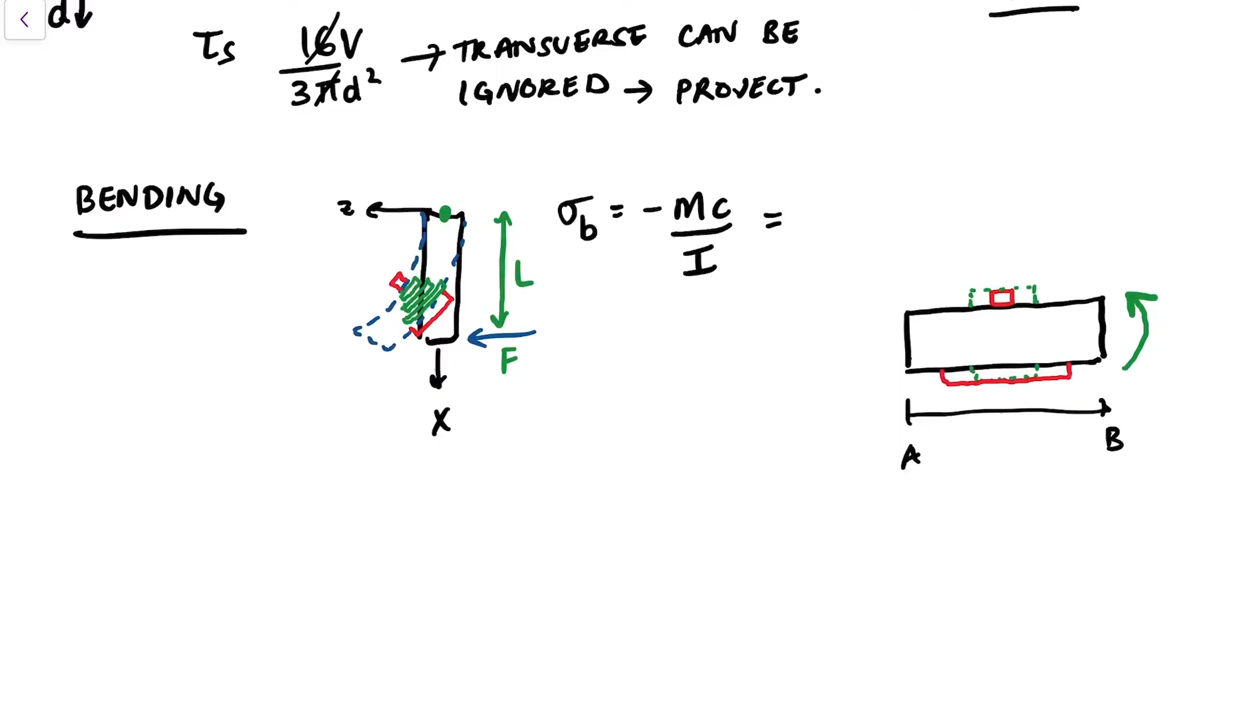 d↓
τs 16V / 3πd² → TRANSVERSE CAN BE
IGNORED → PROJECT.
BENDING
z
σb = - Mc / I =
L
F
X
A
B